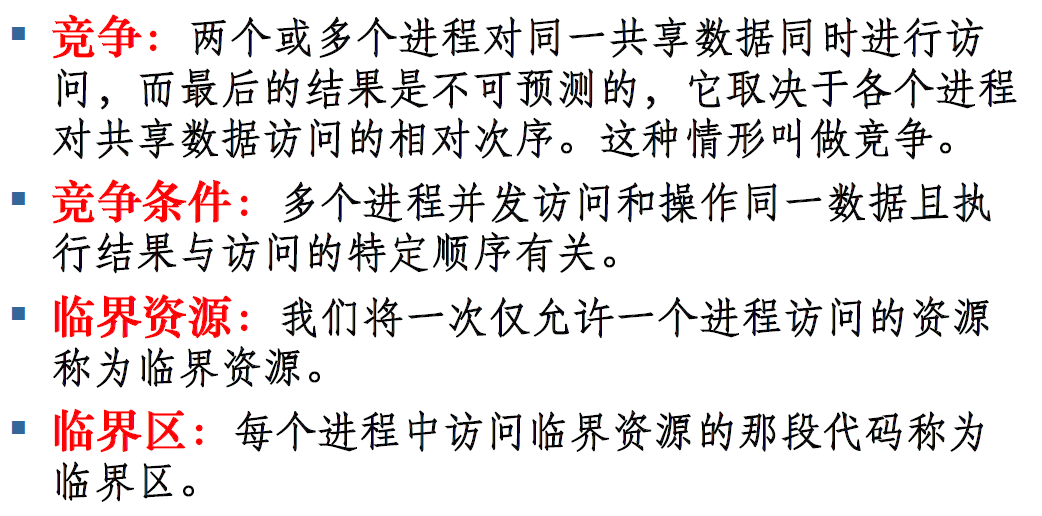 竞争：两个或多个进程对同一共享数据同时进行访
问，而最后的结果是不可预测的，它取决于各个进程
对共享数据访问的相对次序。这种情形叫做竞争。
竞争条件：多个进程并发访问和操作同一数据且执
行结果与访问的特定顺序有关。
临界资源：我们将一次仅允许一个进程访问的资源
称为临界资源。
临界区：每个进程中访问临界资源的那段代码称为
临界区。